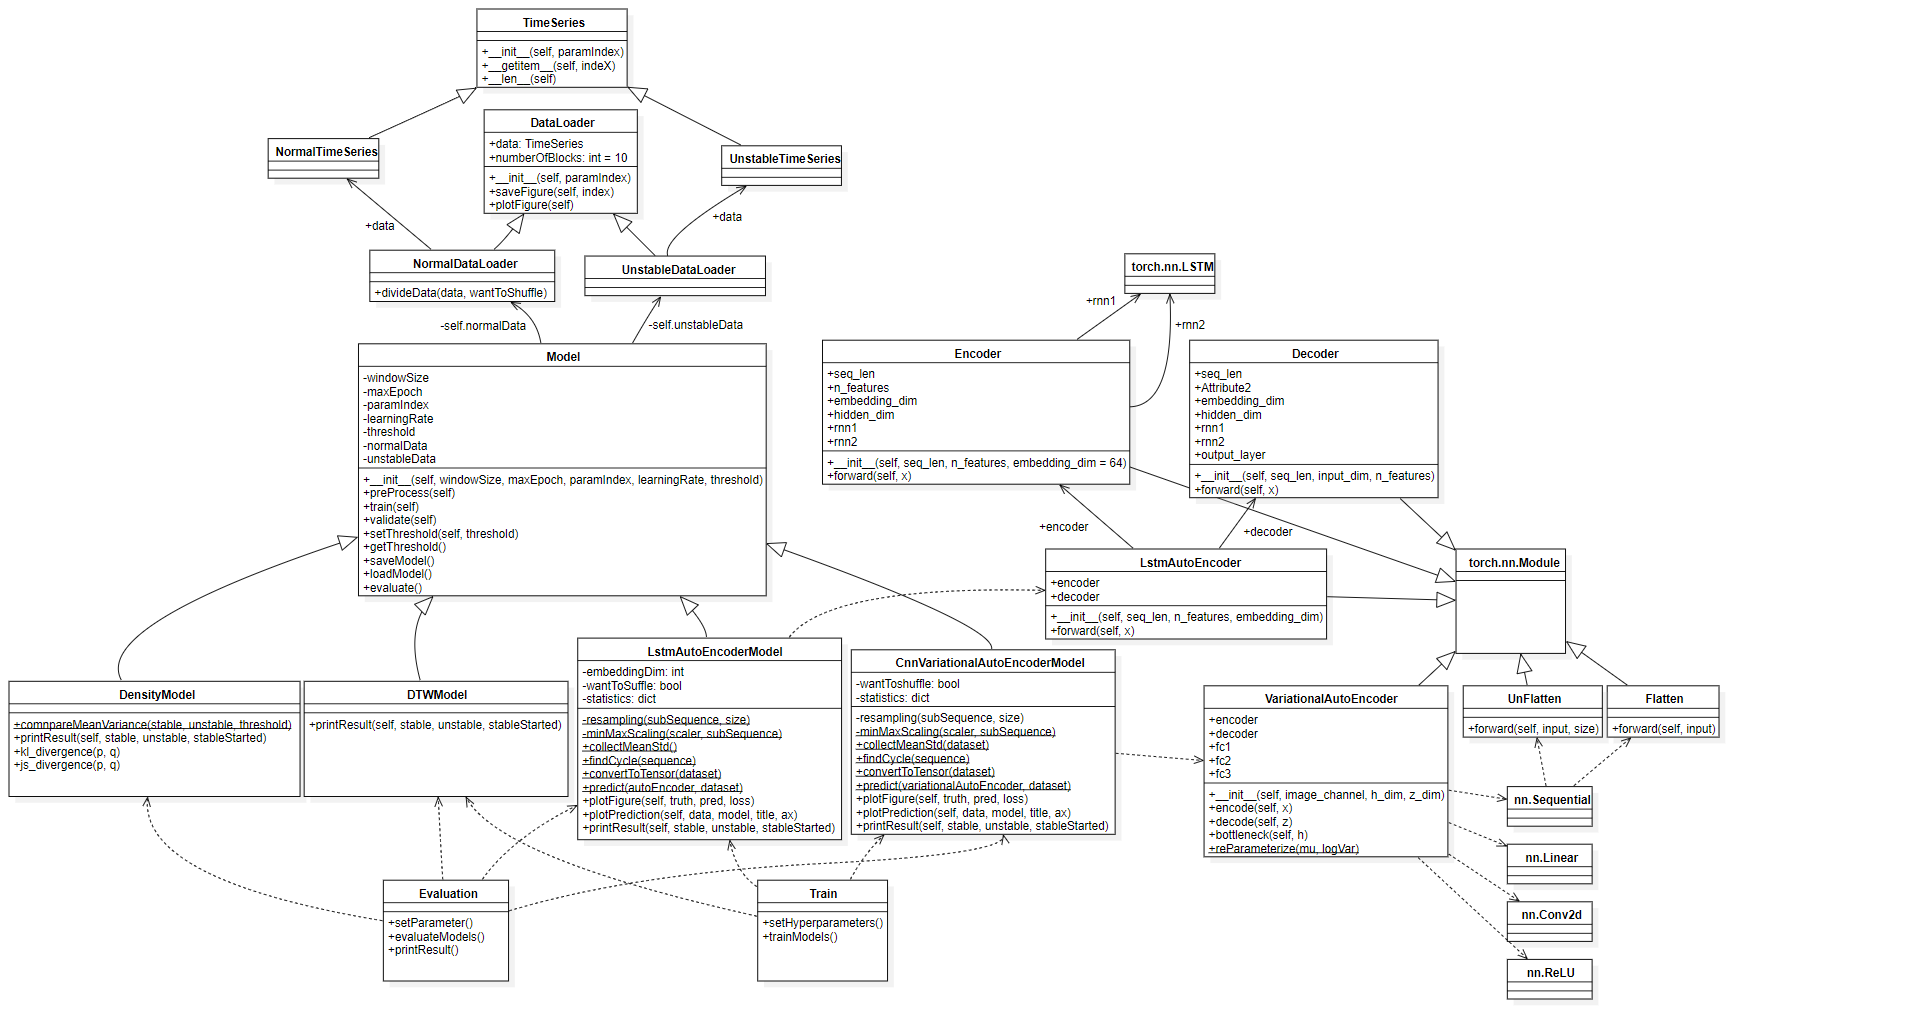 TimeSeries
+__init__(self, paramIndex)
+__getitem__(self, indeX)
+__len__(self)
DataLoader
+data: TimeSeries
+numberOfBlocks: int = 10
+__init__(self, paramIndex)
+saveFigure(self, index)
+plotFigure(self)
NormalTimeSeries
UnstableTimeSeries
+data
+data
NormalDataLoader
+divideData(data, wantToShuffle)
UnstableDataLoader
-self.normalData
-self.unstableData
Model
-windowSize
-maxEpoch
-paramIndex
-learningRate
-threshold
-normalData
-unstableData
+__init__(self, windowSize, maxEpoch, paramIndex, learningRate, threshold)
+preProcess(self)
+train(self)
+validate(self)
+setThreshold(self, threshold)
+getThreshold()
+saveModel()
+loadModel()
+evaluate()
torch.nn.LSTM
+rnn1
+rnn2
Encoder
+seq_len
+n_features
+embedding_dim
+hidden_dim
+rnn1
+rnn2
+__init__(self, seq_len, n_features, embedding_dim = 64)
+forward(self, x)
Decoder
+seq_len
+Attribute2
+embedding_dim
+hidden_dim
+rnn1
+rnn2
+output_layer
+__init__(self, seq_len, input_dim, n_features)
+forward(self, x)
+encoder
+decoder
LstmAutoEncoder
+encoder
+decoder
+__init__(self, seq_len, n_features, embedding_dim)
+forward(self, x)
torch.nn.Module
DensityModel
+comnpareMeanVariance(stable, unstable, threshold)
+printResult(self, stable, unstable, stableStarted)
+kl_divergence(p, q)
+js_divergence(p, q)
DTWModel
+printResult(self, stable, unstable, stableStarted)
LstmAutoEncoderModel
-embeddingDim: int
-wantToSuffle: bool
-statistics: dict
-resampling(subSequence, size)
-minMaxScaling(scaler, subSequence)
+collectMeanStd()
+findCycle(sequence)
+convertToTensor(dataset)
+predict(autoEncoder, dataset)
+plotFigure(self, truth, pred, loss)
+plotPrediction(self, data, model, title, ax)
+printResult(self, stable, unstable, stableStarted)
CnnVariationalAutoEncoderModel
-wantToshuffle: bool
-statistics: dict
-resampling(subSequence, size)
-minMaxScaling(scaler, subSequence)
+collectMeanStd(dataset)
+findCycle(sequence)
+convertToTensor(dataset)
+predict(variationalAutoEncoder, dataset)
+plotFigure(self, truth, pred, loss)
+plotPrediction(self, data, model, title, ax)
+printResult(self, stable, unstable, stableStarted)
VariationalAutoEncoder
+encoder
+decoder
+fc1
+fc2
+fc3
+__init__(self, image_channel, h_dim, z_dim)
+encode(self, x)
+decode(self, z)
+bottleneck(self, h)
+reParameterize(mu, logVar)
UnFlatten
+forward(self, input, size)
Flatten
+forward(self, input)
nn.Sequential
nn.Linear
nn.Conv2d
nn.ReLU
Evaluation
+setParameter()
+evaluateModels()
+printResult()
Train
+setHyperparameters()
+trainModels()